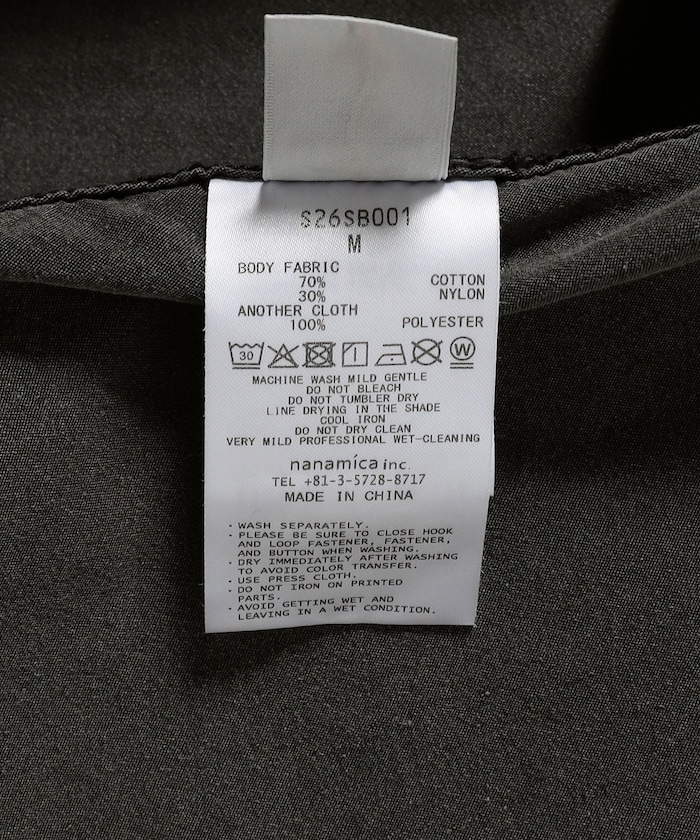 S26SB001
M
BODY FABRIC
70% COTTON
30% NYLON
ANOTHER CLOTH
100% POLYESTER
30 W
MACHINE WASH MILD GENTLE
DO NOT BLEACH
DO NOT TUMBLER DRY
LINE DRYING IN THE SHADE
COOL IRON
DO NOT DRY CLEAN
VERY MILD PROFESSIONAL WET-CLEANING
nanamica inc.
TEL +81-3-5728-8717
MADE IN CHINA
・WASH SEPARATELY.
・PLEASE BE SURE TO CLOSE HOOK
AND LOOP FASTENER, FASTENER,
AND BUTTON WHEN WASHING.
・DRY IMMEDIATELY AFTER WASHING
TO AVOID COLOR TRANSFER.
・USE PRESS CLOTH.
・DO NOT IRON ON PRINTED
PARTS.
・AVOID GETTING WET AND
LEAVING IN A WET CONDITION.